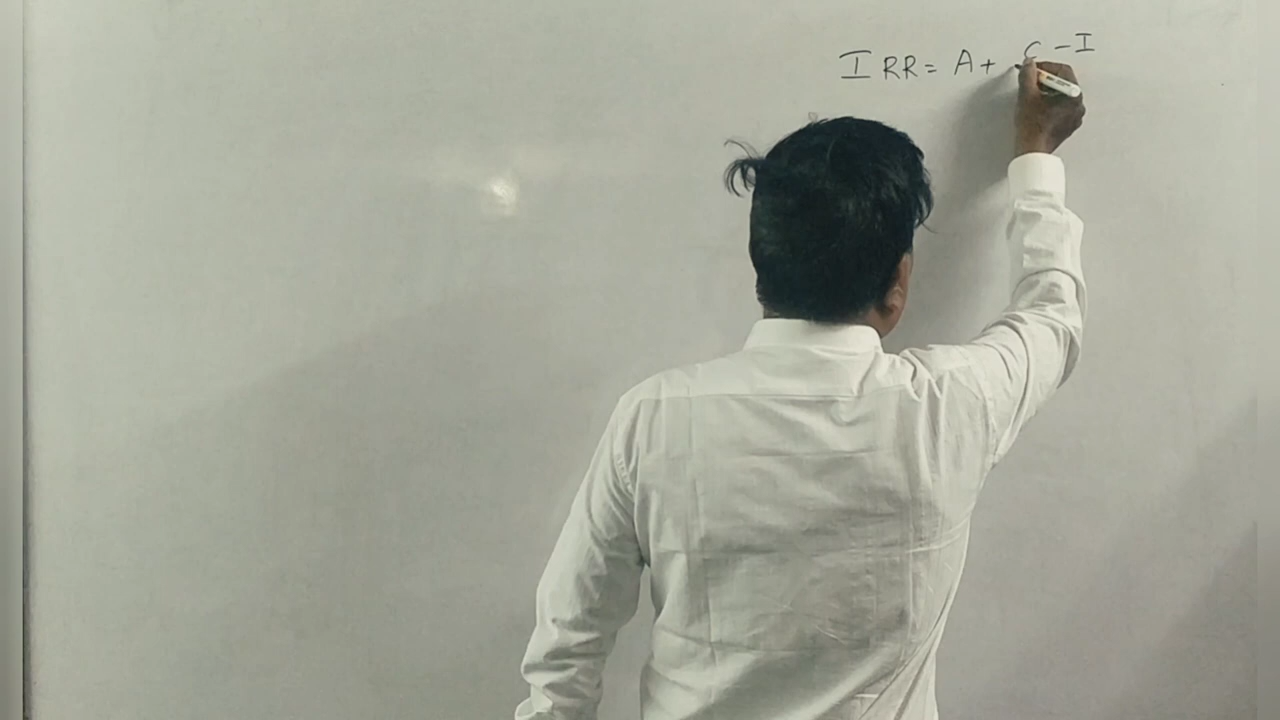 IRR = A + C - I